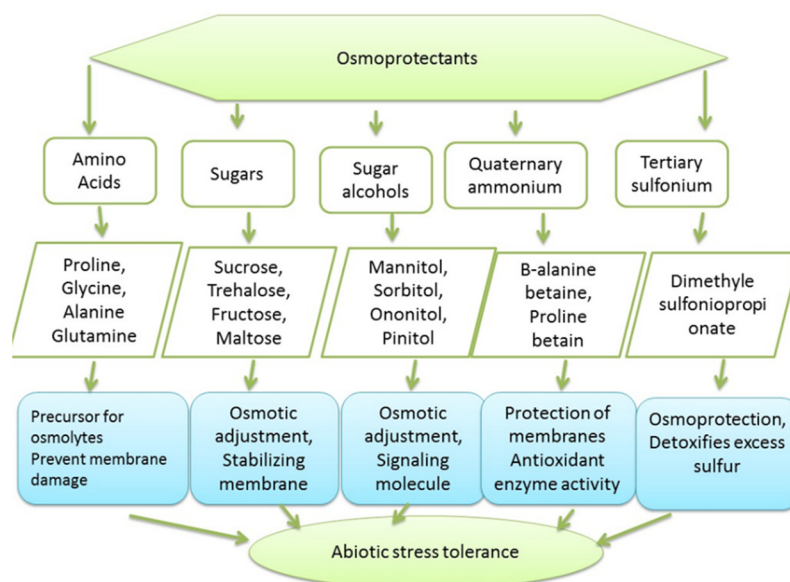 Osmoprotectants
Amino
Acids
Sugars
Sugar
alcohols
Quaternary
ammonium
Tertiary
sulfonium
Proline,
Glycine,
Alanine
Glutamine
Sucrose,
Trehalose,
Fructose,
Maltose
Mannitol,
Sorbitol,
Ononitol,
Pinitol
B-alanine
betaine,
Proline
betain
Dimethyle
sulfoniopropi
onate
Precursor for
osmolytes
Prevent membrane
damage
Osmotic adjustment,
Stabilizing
membrane
Osmotic
adjustment,
Signaling
molecule
Protection of
membranes
Antioxidant
enzyme activity
Osmoprotection,
Detoxifies excess
sulfur
Abiotic stress tolerance